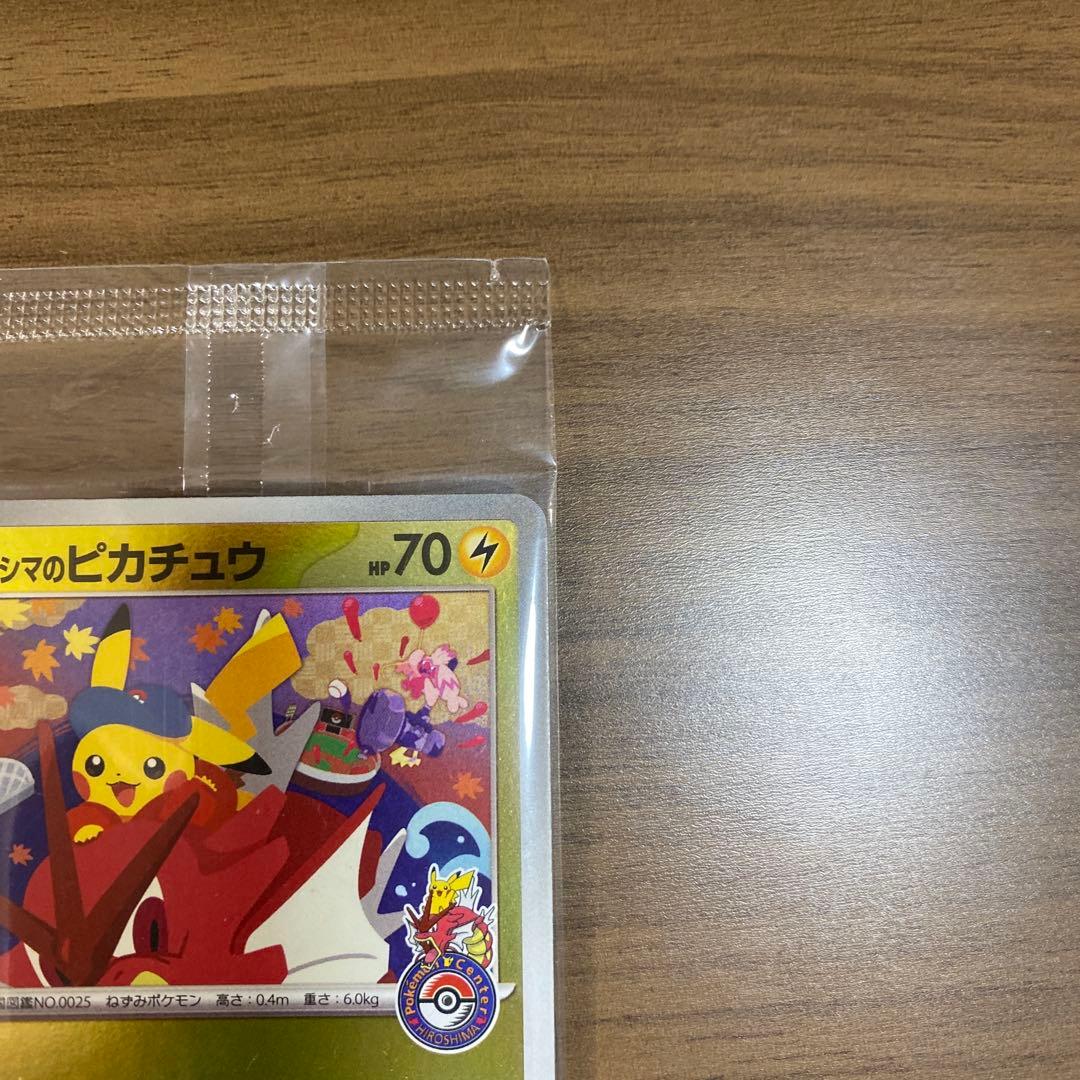 シマのピカチュウ HP70
図鑑NO.0025 ねずみポケモン 高さ：0.4m 重さ：6.0kg
Pokémon Center
HIROSHIMA